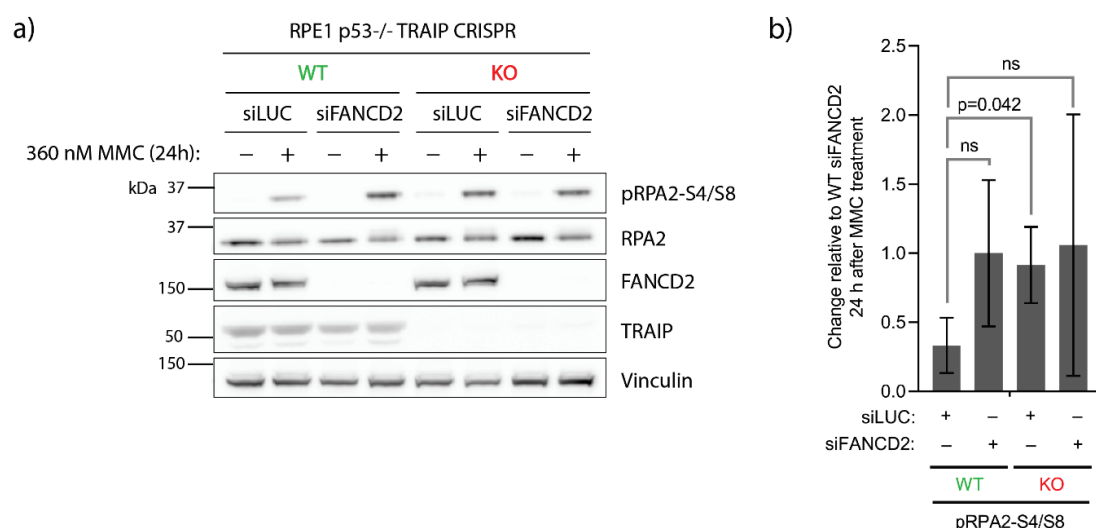 a)
RPE1 p53-/- TRAIP CRISPR
WT KO
siLUC siFANCD2 siLUC siFANCD2
360 nM MMC (24h): – + – + – + – +
kDa
37 pRPA2-S4/S8
37 RPA2
150 FANCD2
50 TRAIP
150 Vinculin
b)
Change relative to WT siFANCD2
24 h after MMC treatment
2.5
2.0
1.5
1.0
0.5
0.0
ns
p=0.042
ns
siLUC: + – + –
siFANCD2: – + – +
WT KO
pRPA2-S4/S8